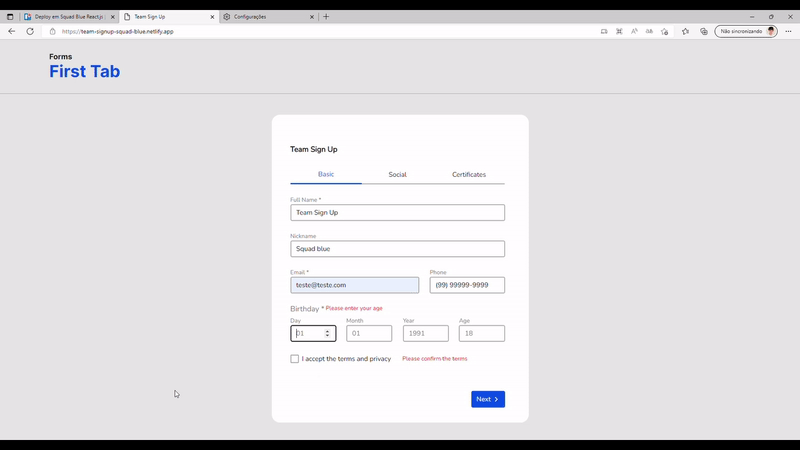 Deploy em Squad Blue Reactjs
Team Sign Up
Configurações
https://team-signup-squad-blue.netlify.app
Não sincronizando
Forms
First Tab
Team Sign Up
Basic
Social
Certificates
Full Name *
Team Sign Up
Nickname
Squad blue
Email *
Phone
teste@teste.com
(99) 99999-9999
Birthday * Please enter your age
Day
Month
Year
Age
01
01
1991
18
I accept the terms and privacy
Please confirm the terms
Next